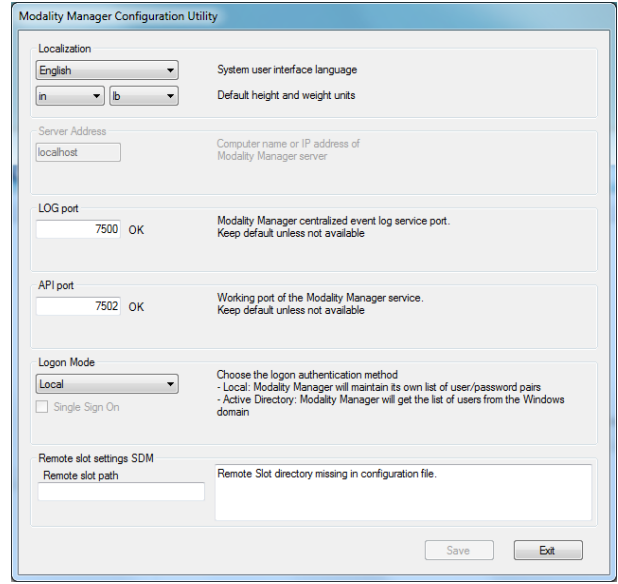 Modality Manager Configuration Utility
Localization
English
System user interface language
in
lb
Default height and weight units
Server Address
localhost
Computer name or IP address of
Modality Manager server
LOG port
7500 OK
Modality Manager centralized event log service port.
Keep default unless not available
API port
7502 OK
Working port of the Modality Manager service.
Keep default unless not available
Logon Mode
Local
Single Sign On
Choose the logon authentication method
- Local: Modality Manager will maintain its own list of user/password pairs
- Active Directory: Modality Manager will get the list of users from the Windows
domain
Remote slot settings SDM
Remote slot path
Remote Slot directory missing in configuration file.
Save
Exit